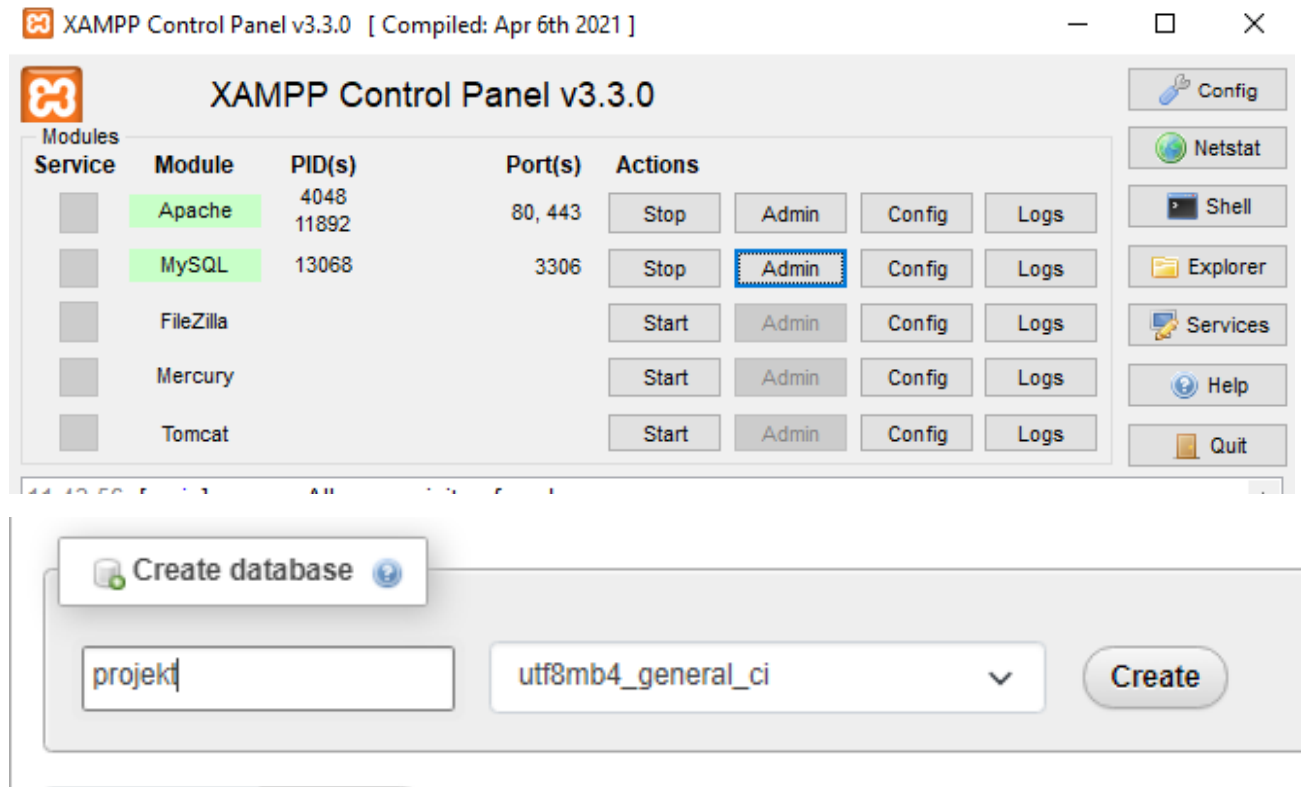 XAMPP Control Panel v3.3.0 [ Compiled: Apr 6th 2021 ]
XAMPP Control Panel v3.3.0
Config
Modules
Service Module PID(s) Port(s) Actions
Netstat
Apache 4048 11892 80, 443 Stop Admin Config Logs
Shell
MySQL 13068 3306 Stop Admin Config Logs
Explorer
FileZilla Start Admin Config Logs
Services
Mercury Start Admin Config Logs
Help
Tomcat Start Admin Config Logs
Quit
Create database
projekt utf8mb4_general_ci Create